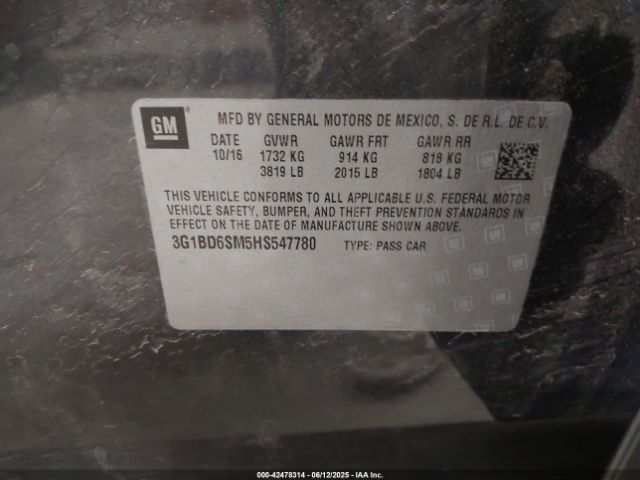 GM
MFD BY GENERAL MOTORS DE MEXICO, S. DE R.L. DE C.V.
DATE GVWR GAWR FRT GAWR RR
10/16 1732 KG 914 KG 818 KG
3819 LB 2015 LB 1804 LB
THIS VEHICLE CONFORMS TO ALL APPLICABLE U.S. FEDERAL MOTOR
VEHICLE SAFETY, BUMPER, AND THEFT PREVENTION STANDARDS IN
EFFECT ON THE DATE OF MANUFACTURE SHOWN ABOVE.
3G1BD6SM5HS547780 TYPE: PASS CAR
000-42478314 - 06/12/2025 - IAA Inc.